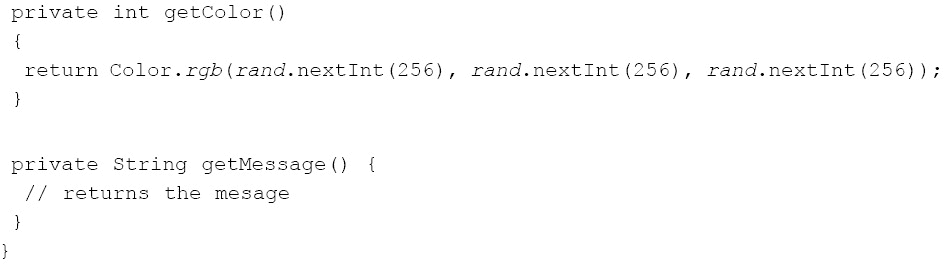 private int getColor()
{
return Color.rgb(rand.nextInt(256), rand.nextInt(256), rand.nextInt(256));
}
private String getMessage() {
// returns the mesage
}
}